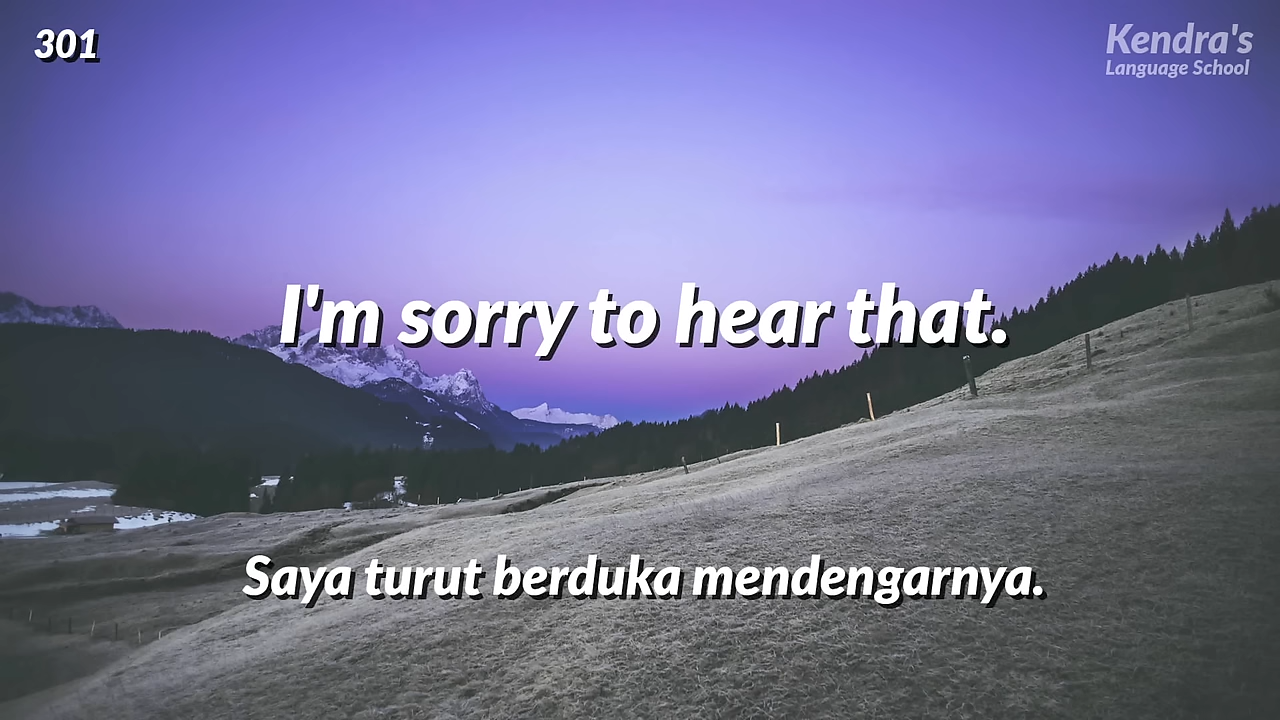 301
Kendra's
Language School
I'm sorry to hear that.
Saya turut berduka mendengarnya.